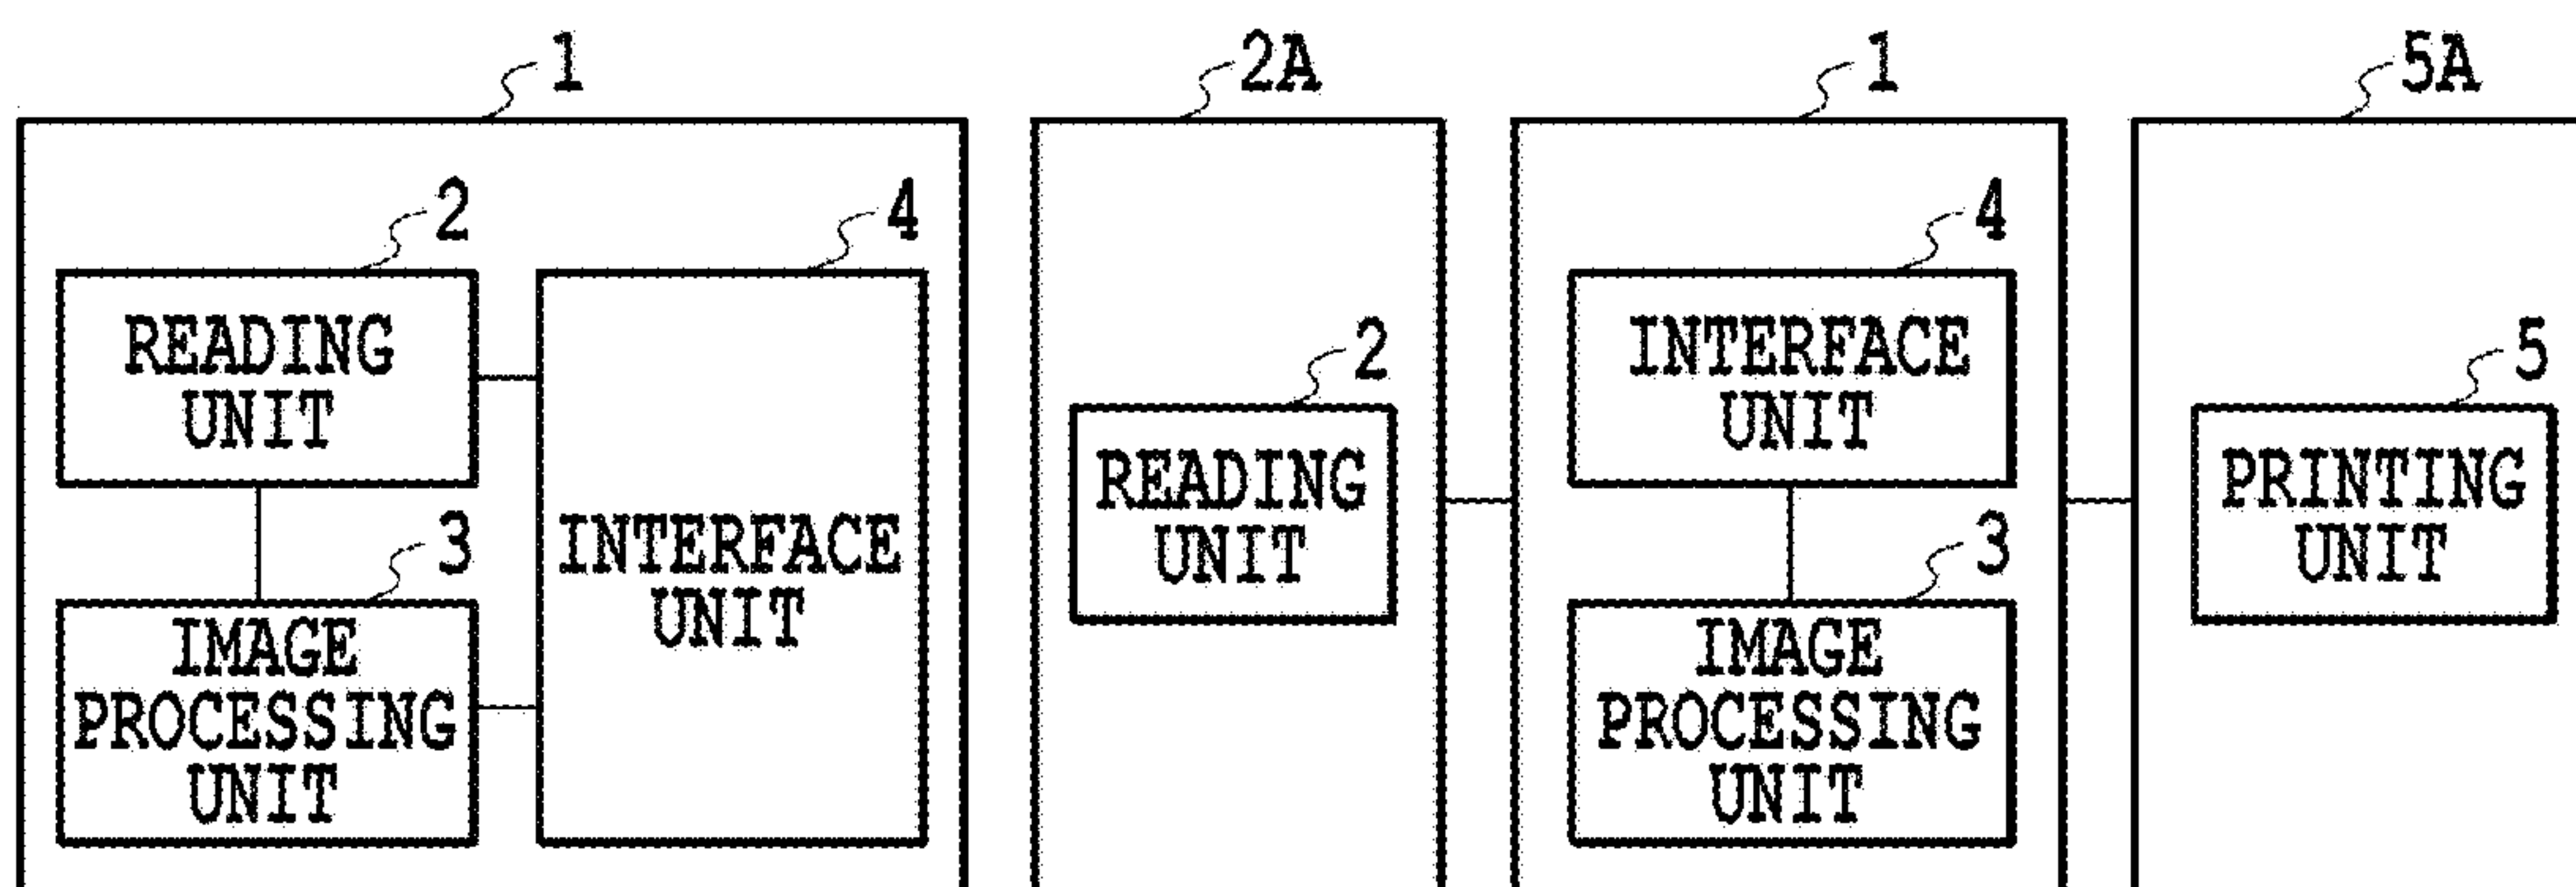 1
2
READING
UNIT
4
INTERFACE
UNIT
3
IMAGE
PROCESSING
UNIT
2A
2
READING
UNIT
1
4
INTERFACE
UNIT
3
IMAGE
PROCESSING
UNIT
5A
5
PRINTING
UNIT